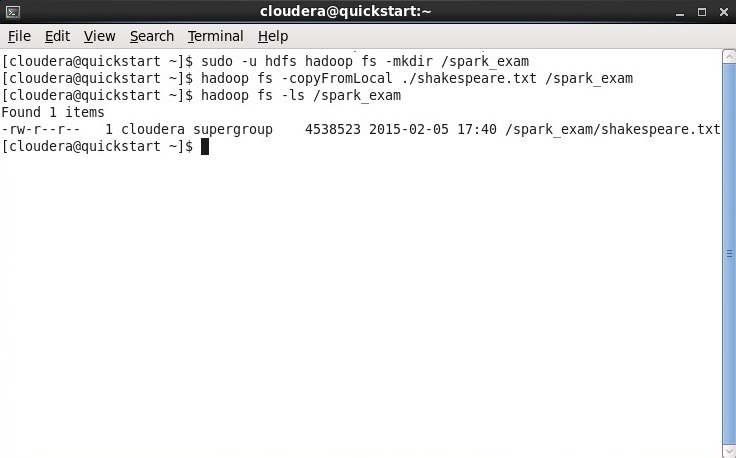 cloudera@quickstart:~
File Edit View Search Terminal Help
[cloudera@quickstart ~]$ sudo -u hdfs hadoop fs -mkdir /spark_exam
[cloudera@quickstart ~]$ hadoop fs -copyFromLocal ./shakespeare.txt /spark_exam
[cloudera@quickstart ~]$ hadoop fs -ls /spark_exam
Found 1 items
-rw-r--r--   1 cloudera supergroup    4538523 2015-02-05 17:40 /spark_exam/shakespeare.txt
[cloudera@quickstart ~]$